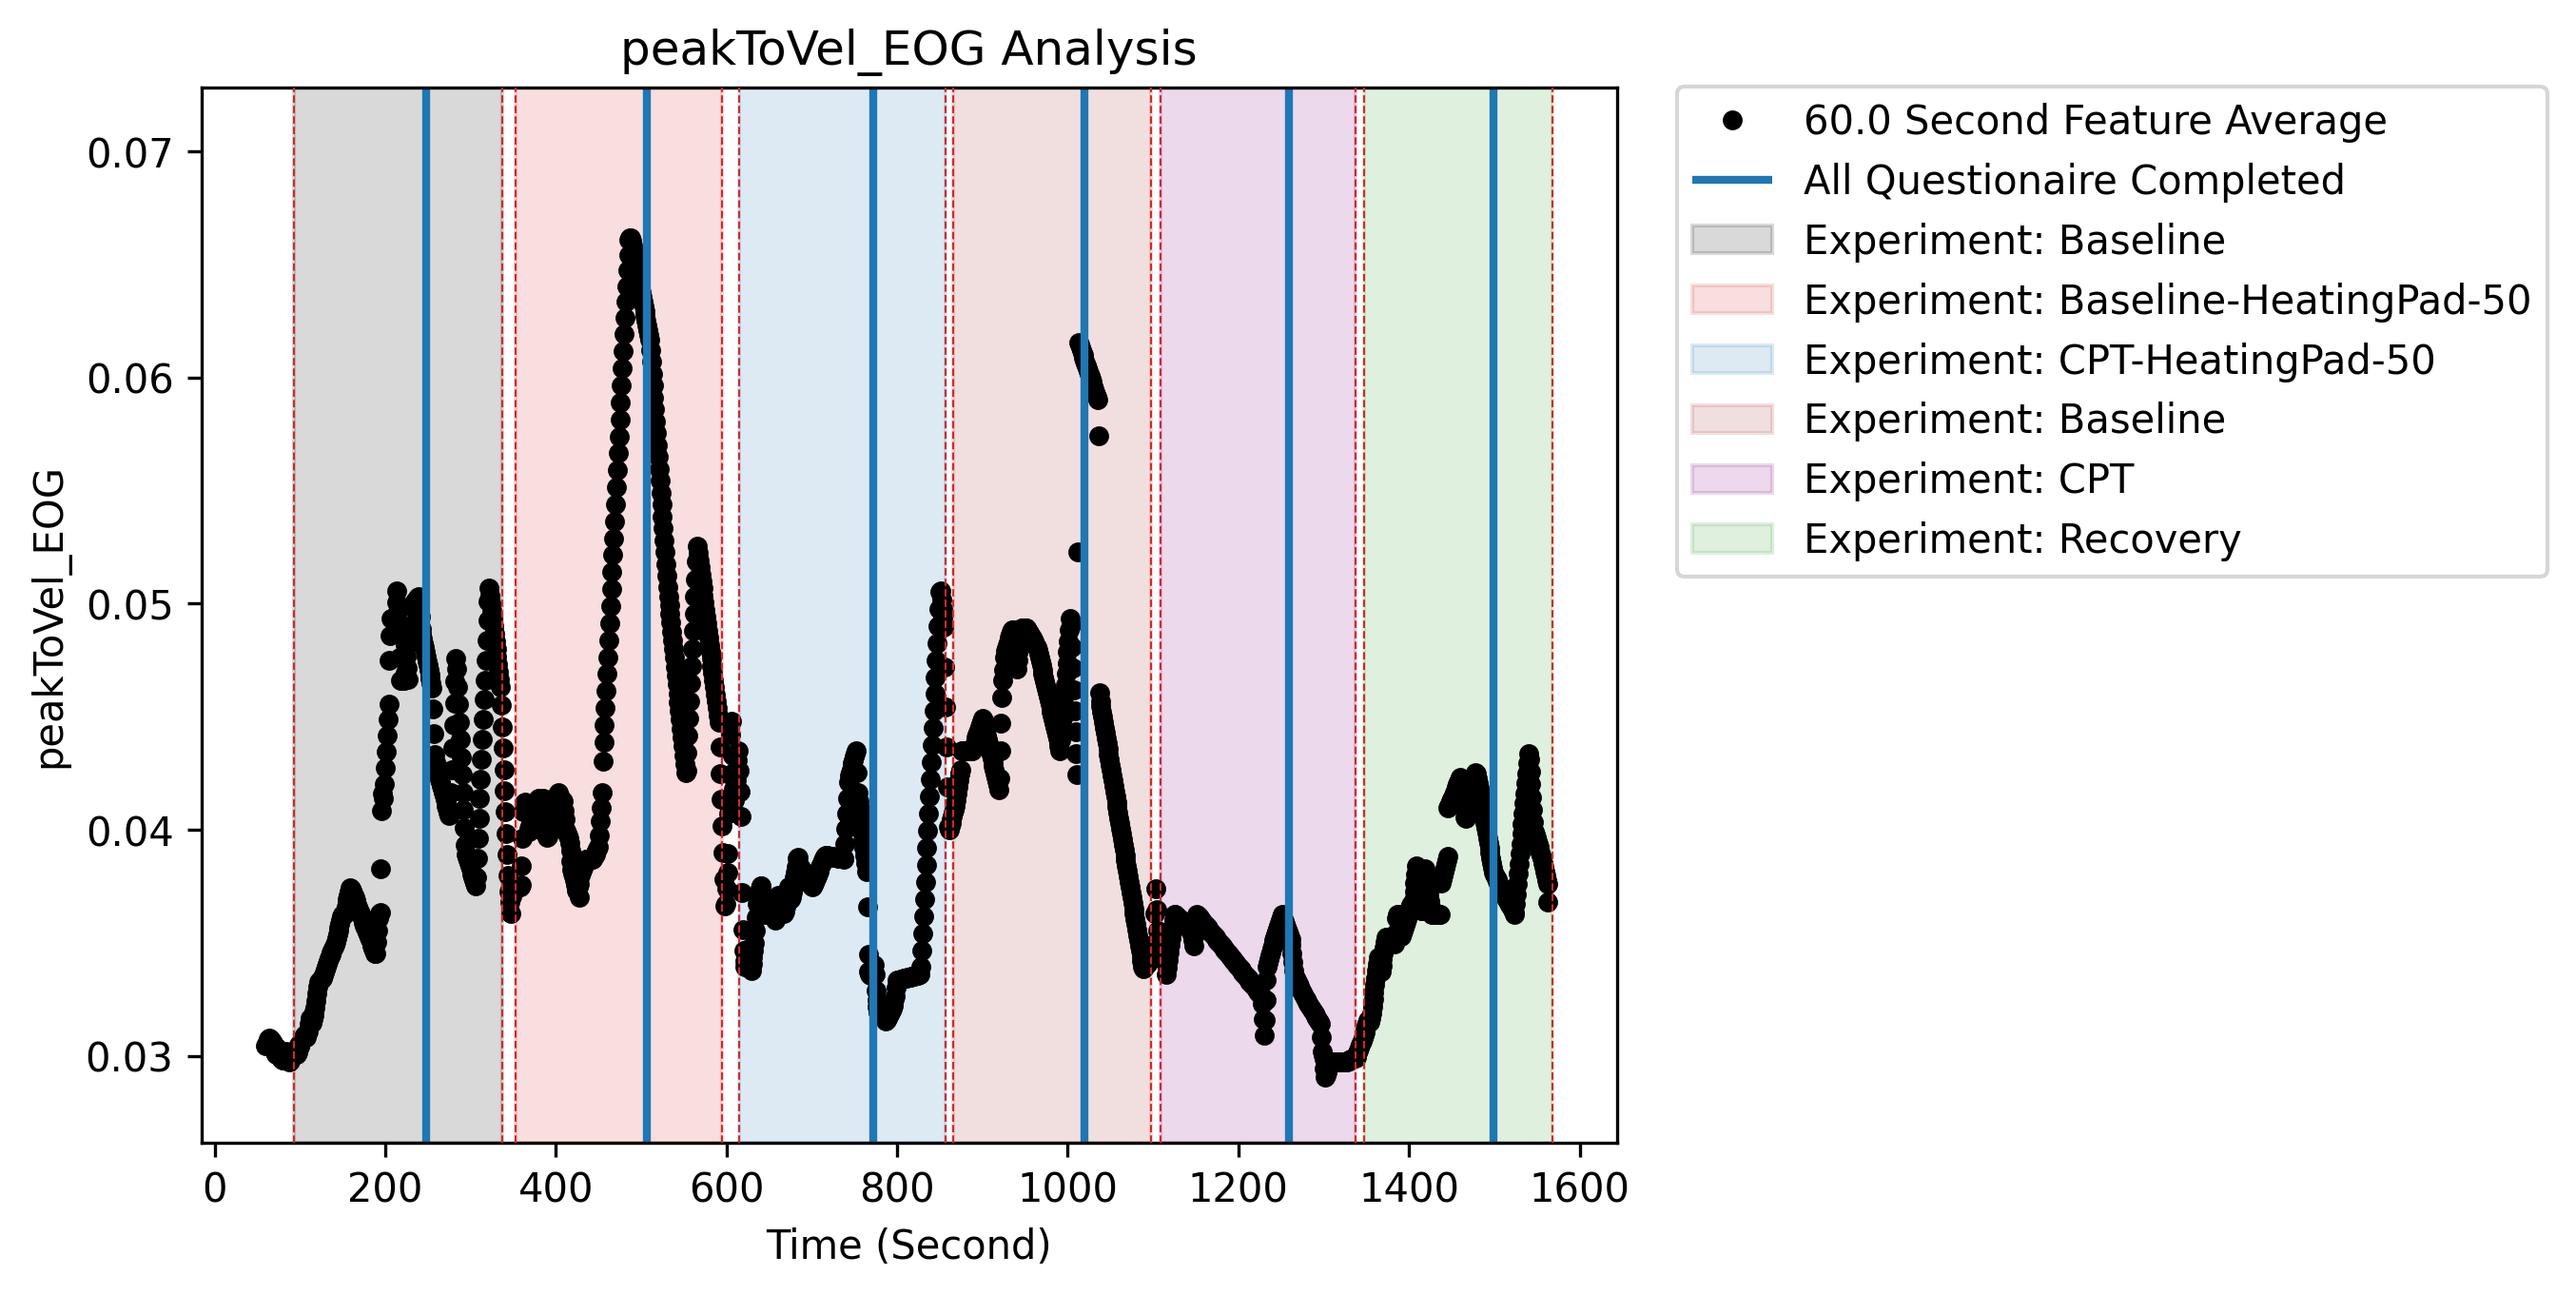 peakToVel_EOG Analysis
60.0 Second Feature Average
All Questionaire Completed
Experiment: Baseline
Experiment: Baseline-HeatingPad-50
Experiment: CPT-HeatingPad-50
Experiment: Baseline
Experiment: CPT
Experiment: Recovery
peakToVel_EOG
0.07
0.06
0.05
0.04
0.03
0 200 400 600 800 1000 1200 1400 1600
Time (Second)